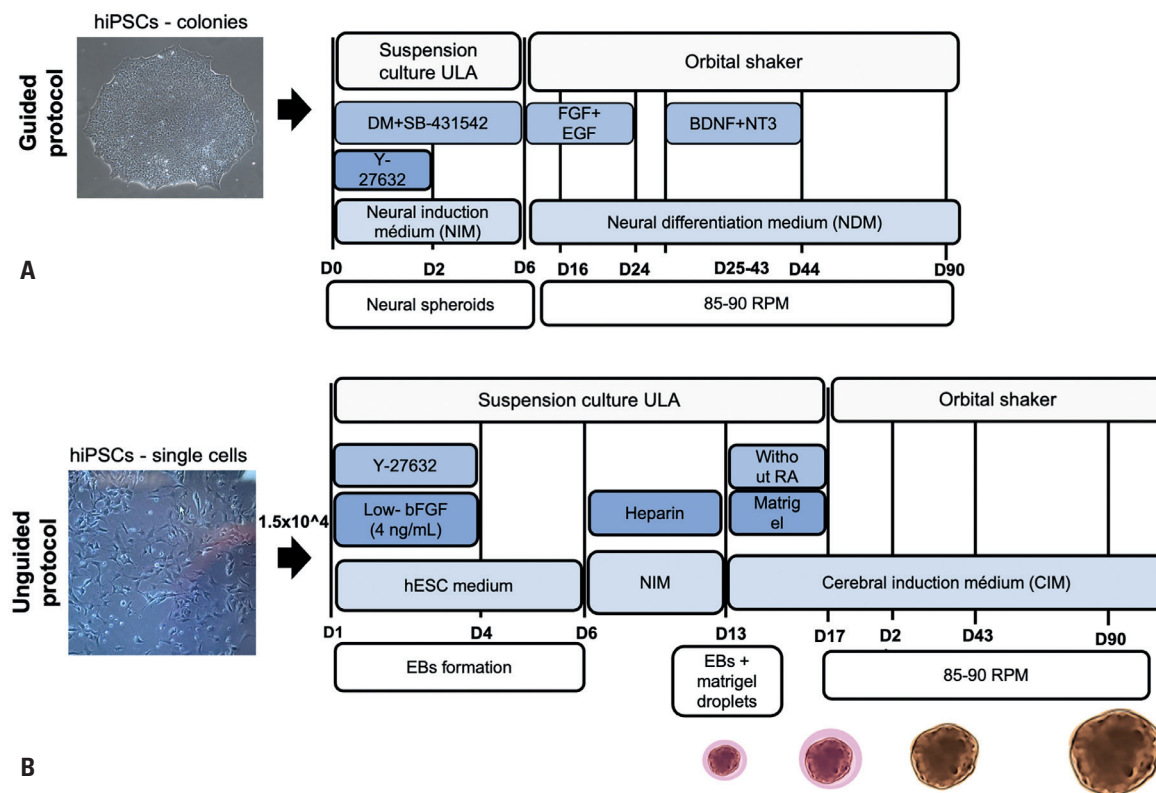 hiPSCs - colonies
Guided
protocol
Suspension
culture ULA
Orbital shaker
DM+SB-431542
FGF+
EGF
BDNF+NT3
Y-
27632
Neural induction
médium (NIM)
Neural differentiation medium (NDM)
A
D0
D2
D6
D16
D24
D25-43
D44
D90
Neural spheroids
85-90 RPM
Suspension culture ULA
Orbital shaker
hiPSCs - single cells
Unguided
protocol
1.5x10^4
Y-27632
Low- bFGF
(4 ng/mL)
Heparin
Witho
ut RA
Matrig
el
hESC medium
NIM
Cerebral induction médium (CIM)
D1
D4
D6
D13
D17
D2
D43
D90
EBs formation
EBs +
matrigel
droplets
85-90 RPM
B